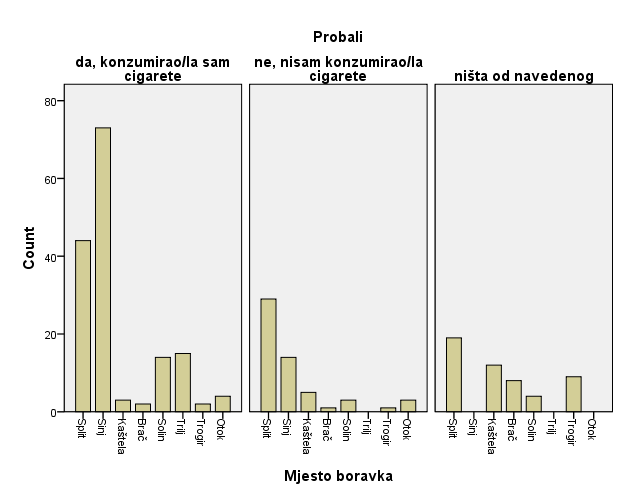 Probali
da, konzumirao/la sam
cigarete
ne, nisam konzumirao/la
cigarete
ništa od navedenog
Count
80
60
40
20
0
Split
Sinj
Kaštela
Brač
Solin
Trilj
Trogir
Otok
Split
Sinj
Kaštela
Brač
Solin
Trilj
Trogir
Otok
Split
Sinj
Kaštela
Brač
Solin
Trilj
Trogir
Otok
Mjesto boravka